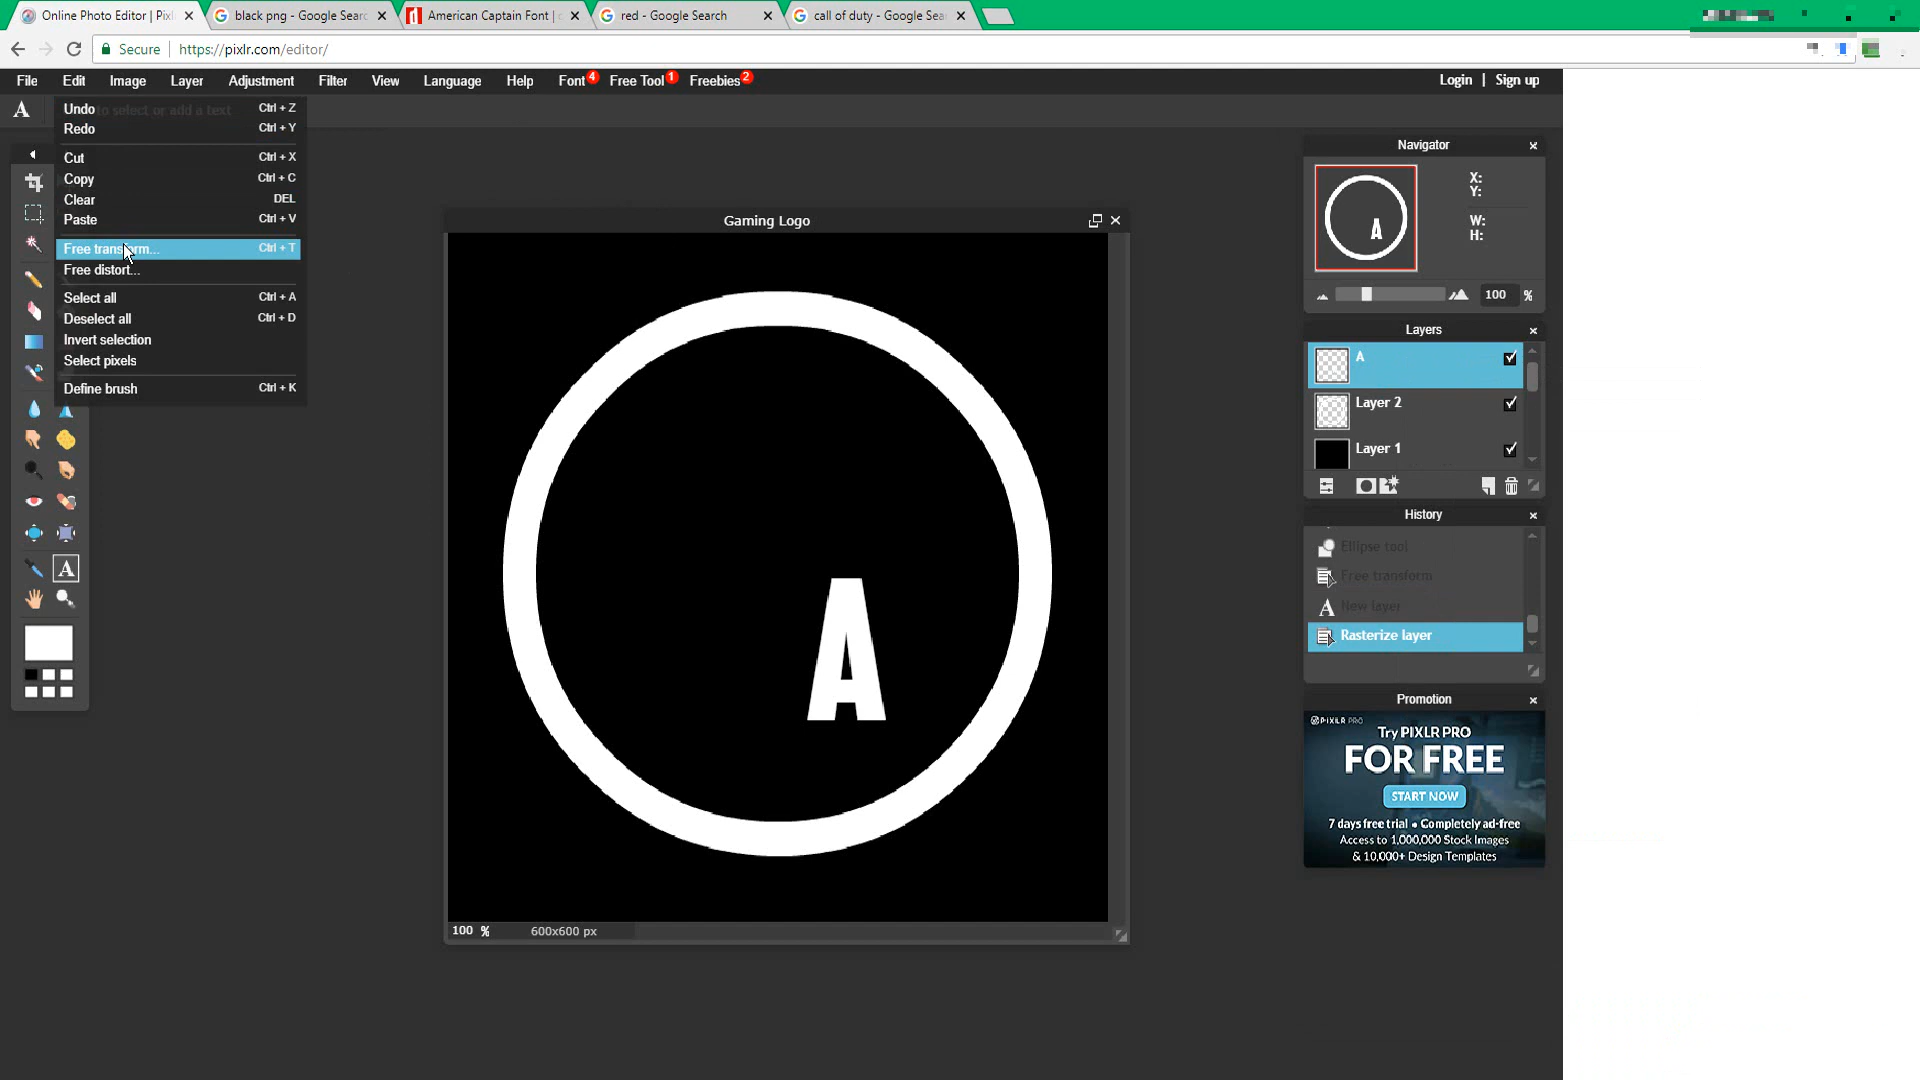 Online Photo Editor | Pixl
black png - Google Searc
American Captain Font |
red - Google Search
call of duty - Google Sea
Secure
https://pixlr.com/editor/
File
Edit
Image
Layer
Adjustment
Filter
View
Language
Help
Font 4
Free Tool 1
Freebies 2
Login | Sign up
A
to select or add a text
Undo Ctrl + Z
Redo Ctrl + Y
Cut Ctrl + X
Copy Ctrl + C
Clear DEL
Paste Ctrl + V
Free transform... Ctrl + T
Free distort...
Select all Ctrl + A
Deselect all Ctrl + D
Invert selection
Select pixels
Define brush Ctrl + K
A
Gaming Logo
A
100 %
600x600 px
Navigator
A
X:
Y:
W:
H:
100 %
Layers
A
Layer 2
Layer 1
History
Ellipse tool
Free transform
A New layer
Rasterize layer
Promotion
PIXLR PRO
Try PIXLR PRO
FOR FREE
START NOW
7 days free trial • Completely ad-free
Access to 1,000,000 Stock Images
& 10,000+ Design Templates